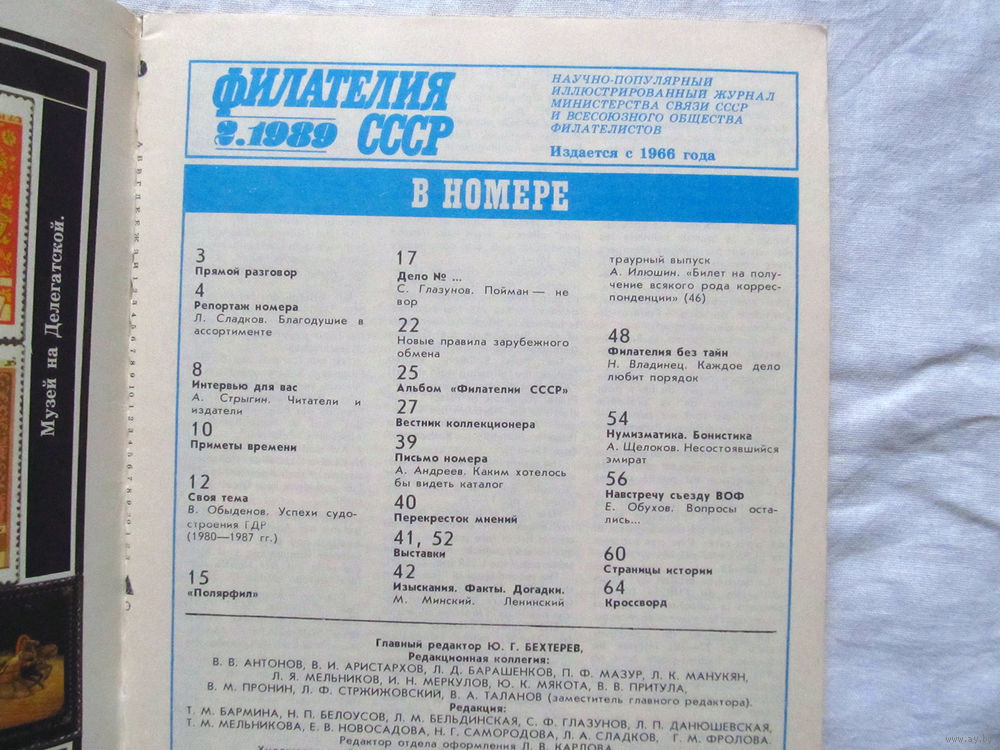 Музей на Делегатской.
ФИЛАТЕЛИЯ
2.1989 СССР
НАУЧНО-ПОПУЛЯРНЫЙ
ИЛЛЮСТРИРОВАННЫЙ ЖУРНАЛ
МИНИСТЕРСТВА СВЯЗИ СССР
И ВСЕСОЮЗНОГО ОБЩЕСТВА
ФИЛАТЕЛИСТОВ
Издается с 1966 года
В НОМЕРЕ
3
Прямой разговор
4
Репортаж номера
Л. Сладков. Благодушие в
ассортименте
8
Интервью для вас
А. Стрыгин. Читатели и
издатели
10
Приметы времени
12
Своя тема
В. Обыденов. Успехи судо-
строения ГДР
(1980—1987 гг.)
15
«Полярфил»
17
Дело № ...
С. Глазунов. Пойман — не
вор
22
Новые правила зарубежного
обмена
25
Альбом «Филателии СССР»
27
Вестник коллекционера
39
Письмо номера
А. Андреев. Каким хотелось
бы видеть каталог
40
Перекресток мнений
41, 52
Выставки
42
Изыскания. Факты. Догадки.
М. Минский. Ленинский
траурный выпуск
А. Илюшин. «Билет на полу-
чение всякого рода коррес-
понденции» (46)
48
Филателия без тайн
Н. Владинец. Каждое дело
любит порядок
54
Нумизматика. Бонистика
А. Щелоков. Несостоявшийся
эмират
56
Навстречу съезду ВОФ
Е. Обухов. Вопросы оста-
лись...
60
Страницы истории
64
Кроссворд
Главный редактор Ю. Г. БЕХТЕРЕВ,
Редакционная коллегия:
В. В. АНТОНОВ, В. И. АРИСТАРХОВ, Л. Д. БАРАШЕНКОВ, П. Ф. МАЗУР, Л. К. МАНУКЯН,
Л. Я. МЕЛЬНИКОВ, И. Н. МЕРКУЛОВ, Ю. К. МЯКОТА, В. В. ПРИТУЛА,
В. М. ПРОНИН, Л. Ф. СТРЖИЖОВСКИЙ, В. А. ТАЛАНОВ (заместитель главного редактора).
Редакция:
Т. М. БАРМИНА, Н. П. БЕЛОУСОВ, Л. М. БЕЛЬДИНСКАЯ, С. Ф. ГЛАЗУНОВ, Л. П. ДАНЮШЕВСКАЯ,
Т. М. МЕЛЬНИКОВА, Е. В. НОВОСАДОВА, Н. Г. САМОРОДОВА, Л. А. СЛАДКОВ, Г. М. ФРОЛОВА.
Редактор отдела оформления Л. В. КАРЛОВА.
www.ay.by